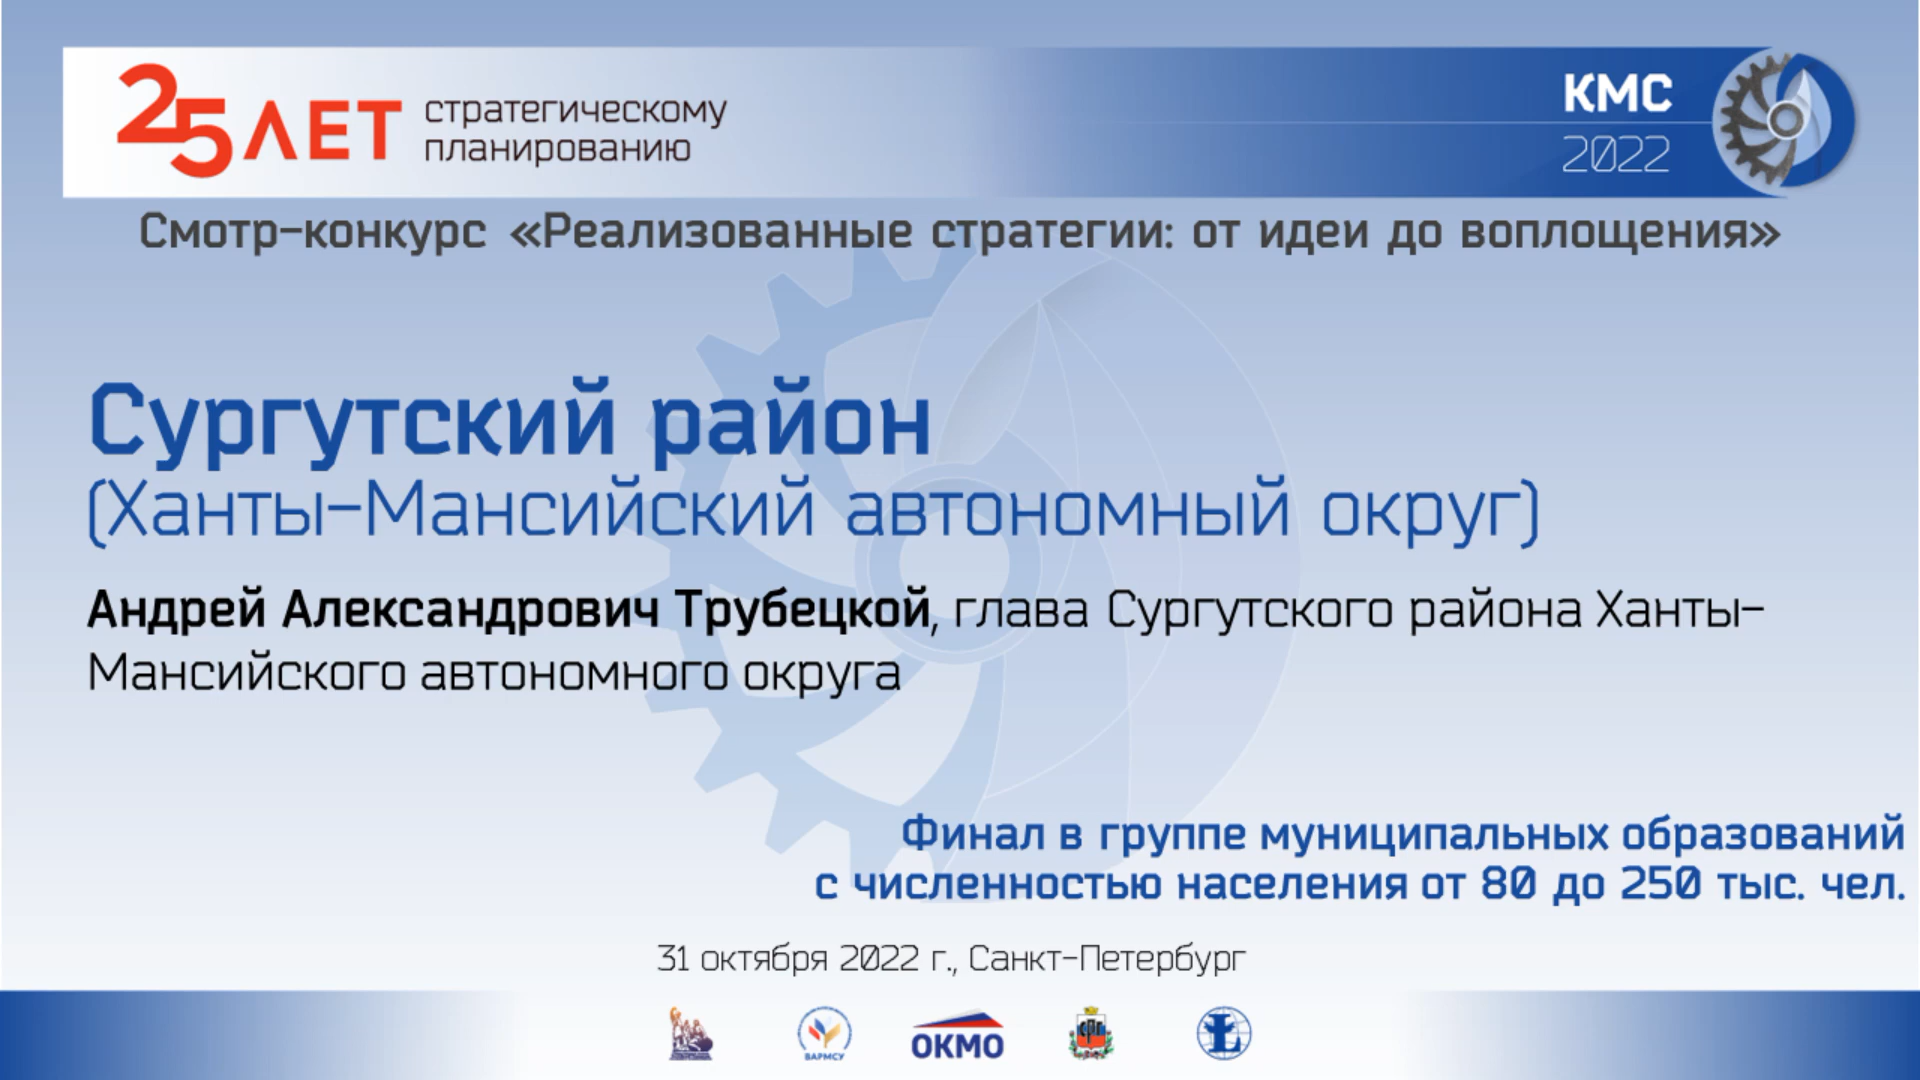 25 ЛЕТ стратегическому
планированию
КМС
2022
Смотр-конкурс «Реализованные стратегии: от идеи до воплощения»
Сургутский район
(Ханты-Мансийский автономный округ)
Андрей Александрович Трубецкой, глава Сургутского района Ханты-
Мансийского автономного округа
Финал в группе муниципальных образований
с численностью населения от 80 до 250 тыс. чел.
31 октября 2022 г., Санкт-Петербург
ВАРМСУ
ОКМО
СРГ